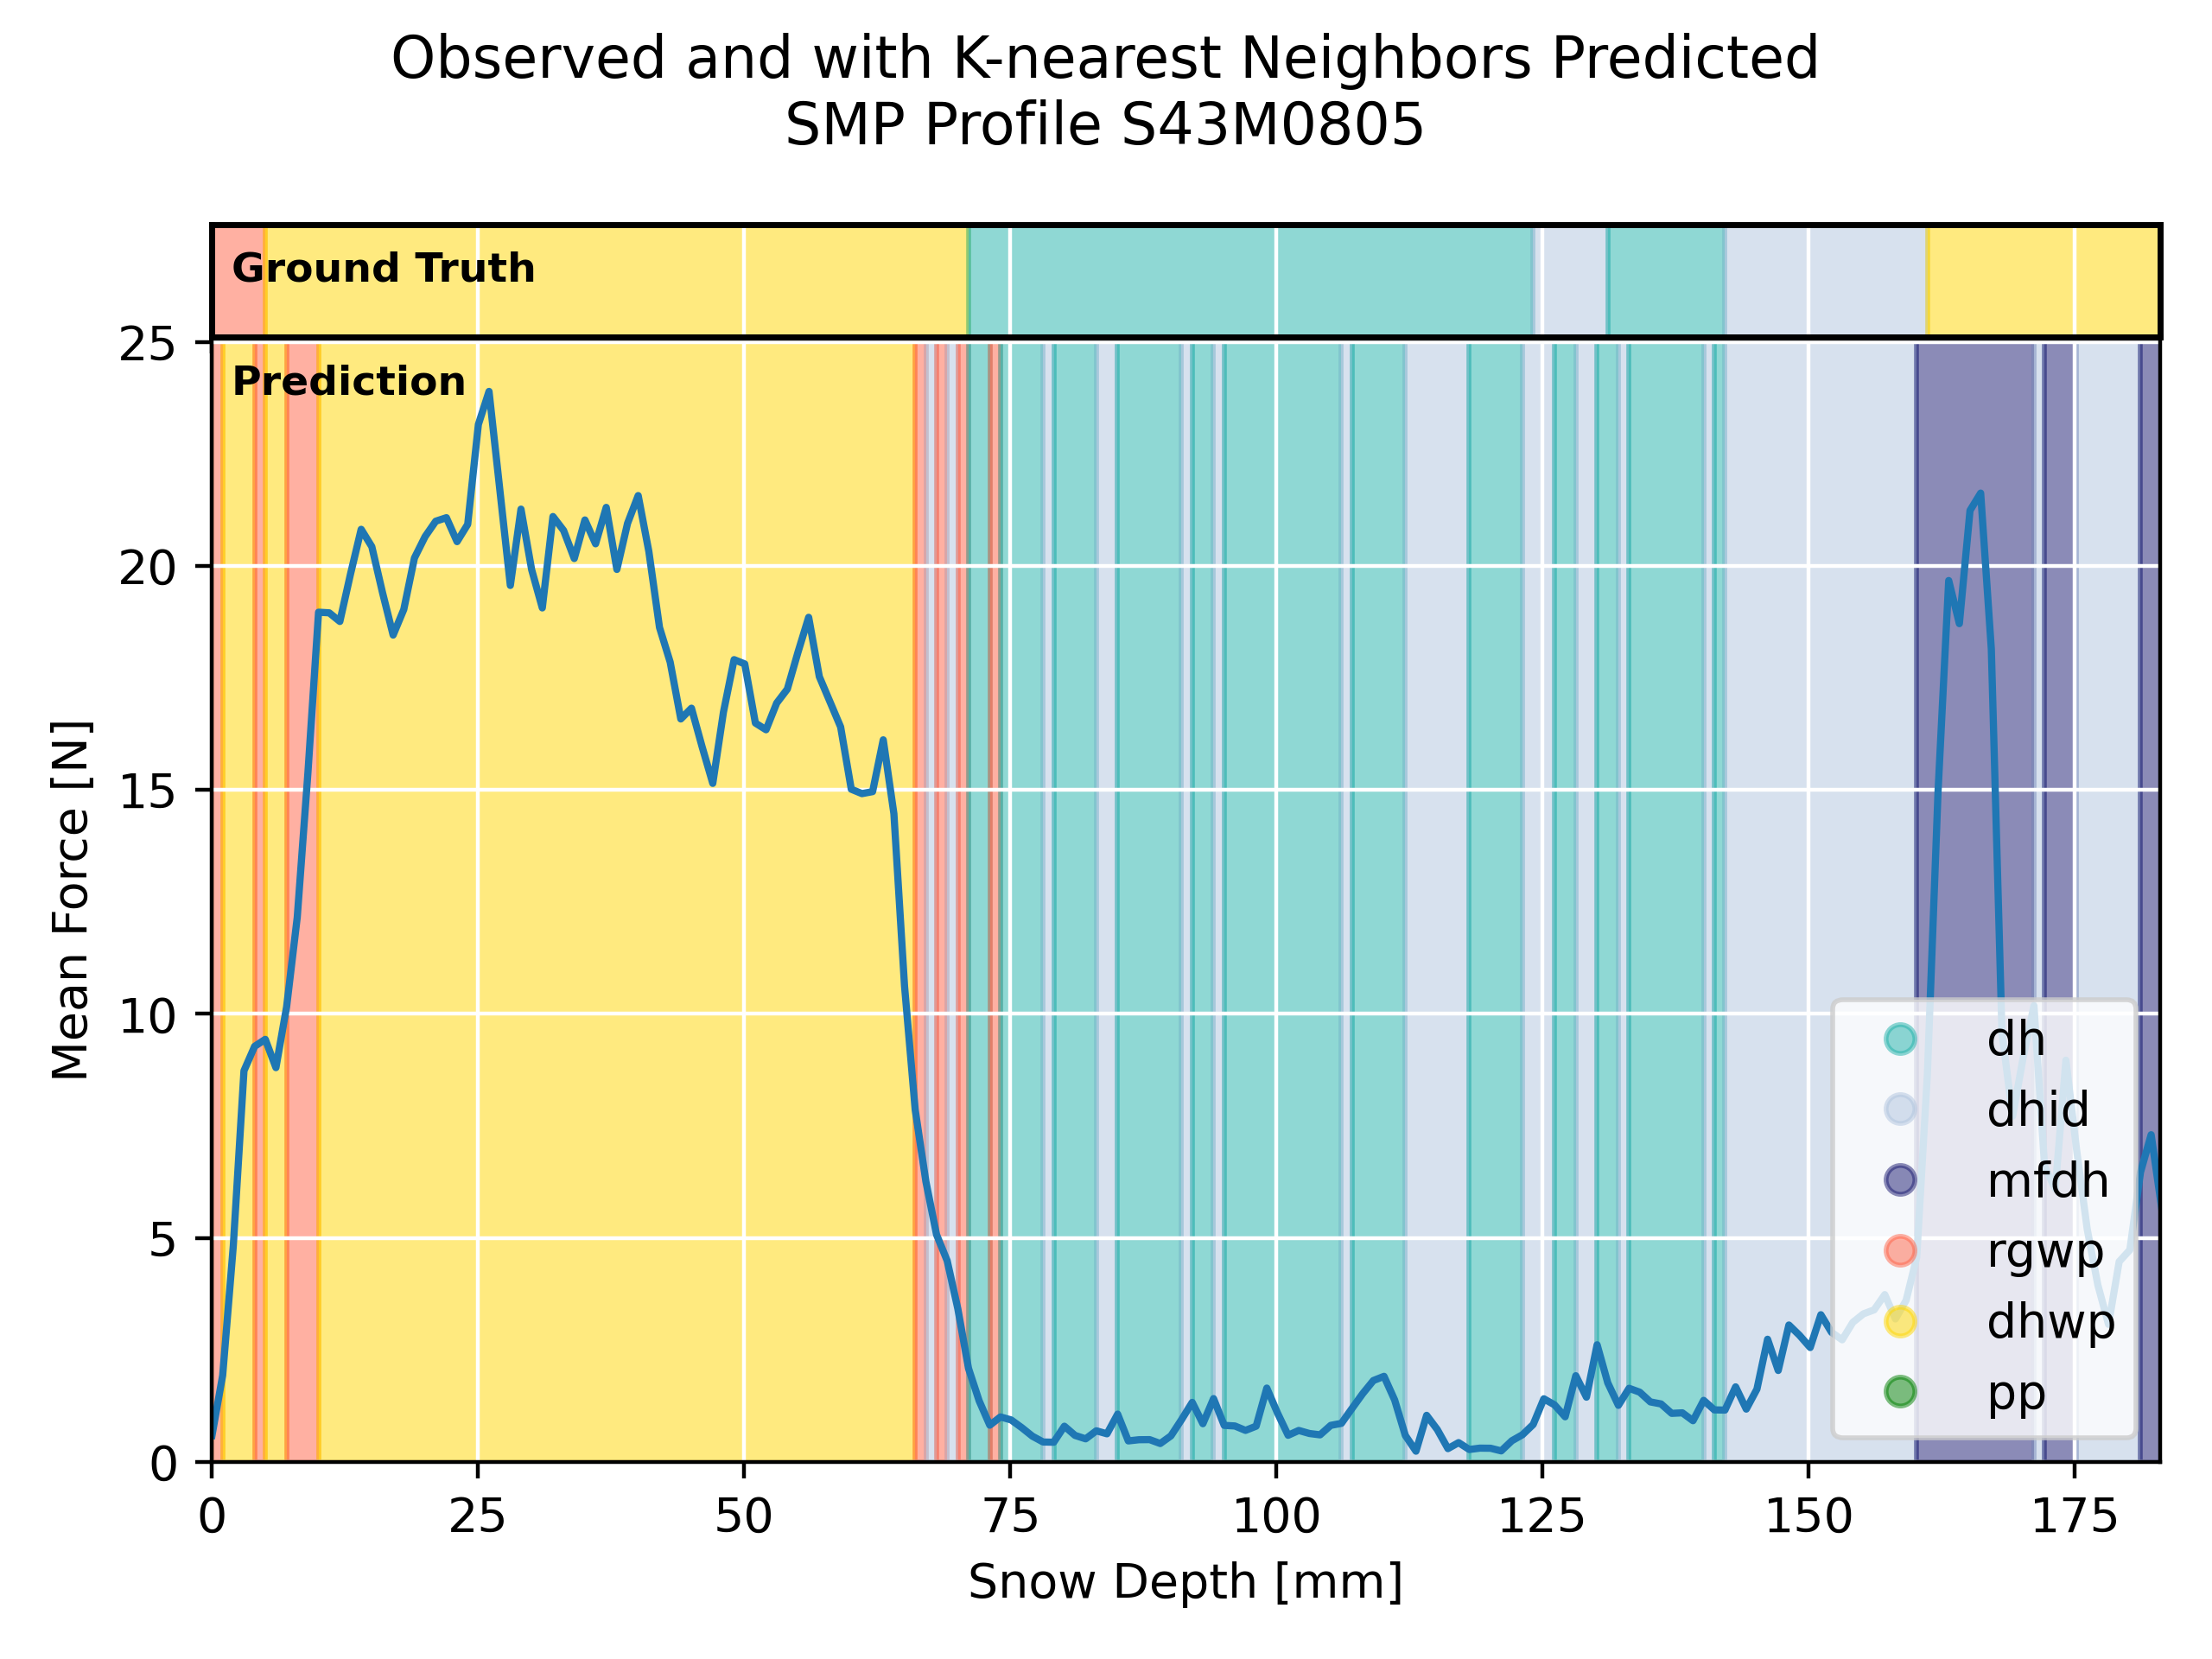 Observed and with K-nearest Neighbors Predicted
SMP Profile S43M0805
Ground Truth
Prediction
25
20
15
10
5
0
Mean Force [N]
dh
dhid
mfdh
rgwp
dhwp
pp
0 25 50 75 100 125 150 175
Snow Depth [mm]